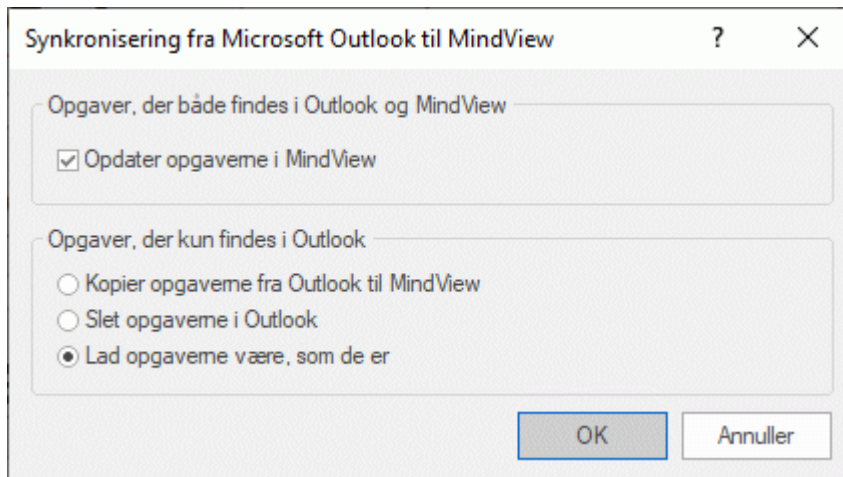 Synkronisering fra Microsoft Outlook til MindView ?
Opgaver, der både findes i Outlook og MindView
Opdater opgaverne i MindView
Opgaver, der kun findes i Outlook
Kopier opgaverne fra Outlook til MindView
Slet opgaverne i Outlook
Lad opgaverne være, som de er
OK Annuller